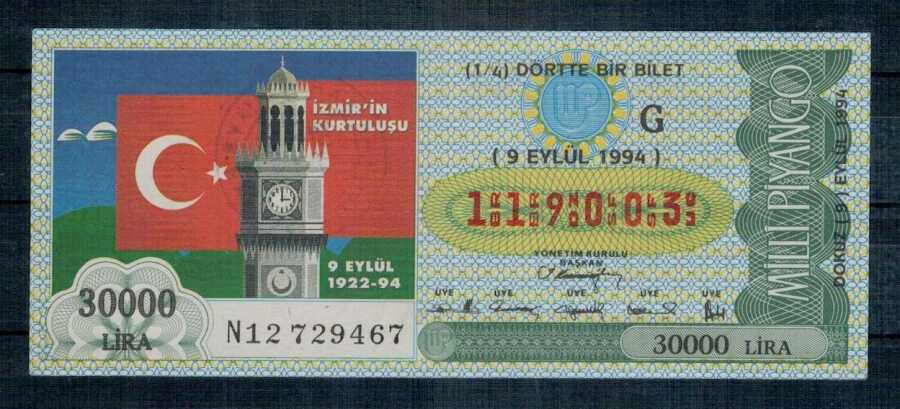 İZMİR'İN
KURTULUŞU
9 EYLÜL
1922-94
30000
LİRA
N12 729467
(1/4) DÖRTTE BİR BİLET
MP
G
( 9 EYLÜL 1994 )
1 1 9 0 0 3
YÖNETİM KURULU
BAŞKAN
ÜYE ÜYE ÜYE ÜYE ÜYE
MP
30000 LİRA
MİLLİ PİYANGO
DOKUZ ( 9 ) EYLÜL 1994